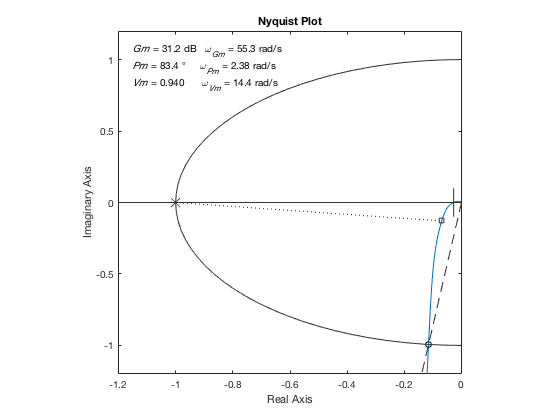 Nyquist Plot
Gm = 31.2 dB ω_Gm = 55.3 rad/s
Pm = 83.4 ° ω_Pm = 2.38 rad/s
Vm = 0.940 ω_Vm = 14.4 rad/s
1
0.5
0
-0.5
-1
Imaginary Axis
-1.2 -1 -0.8 -0.6 -0.4 -0.2 0
Real Axis